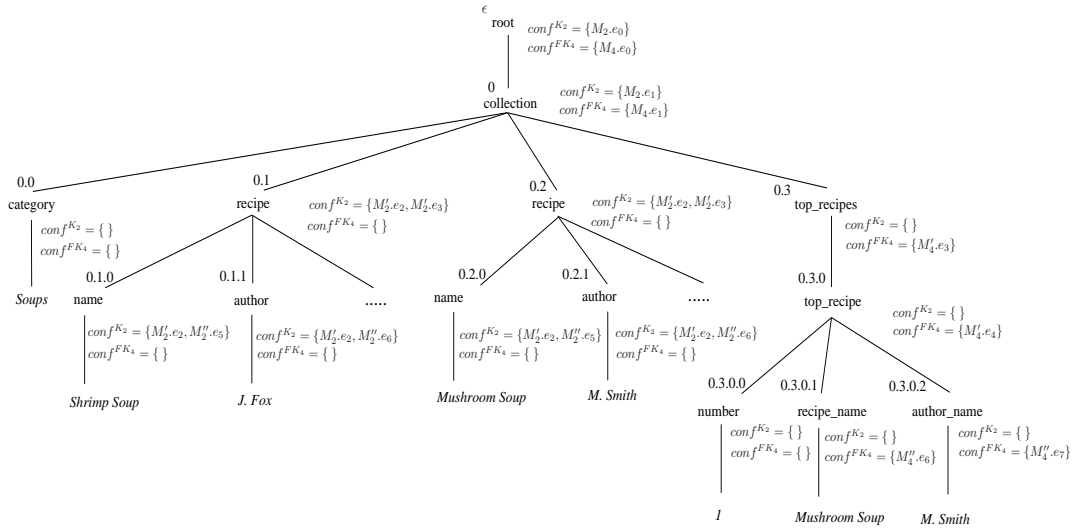 ϵ
root
conf^{K_2} = {M_2.e_0}
conf^{FK_4} = {M_4.e_0}
0
collection
conf^{K_2} = {M_2.e_1}
conf^{FK_4} = {M_4.e_1}
0.0
category
conf^{K_2} = { }
conf^{FK_4} = { }
Soups
0.1
recipe
conf^{K_2} = {M'_2.e_2, M'_2.e_3}
conf^{FK_4} = { }
0.2
recipe
conf^{K_2} = {M'_2.e_2, M'_2.e_3}
conf^{FK_4} = { }
0.3
top_recipes
conf^{K_2} = { }
conf^{FK_4} = {M'_4.e_3}
0.1.0
name
conf^{K_2} = {M'_2.e_2, M''_2.e_5}
conf^{FK_4} = { }
Shrimp Soup
0.1.1
author
conf^{K_2} = {M'_2.e_2, M''_2.e_6}
conf^{FK_4} = { }
J. Fox
.....
0.2.0
name
conf^{K_2} = {M'_2.e_2, M''_2.e_5}
conf^{FK_4} = { }
Mushroom Soup
0.2.1
author
conf^{K_2} = {M'_2.e_2, M''_2.e_6}
conf^{FK_4} = { }
M. Smith
.....
0.3.0
top_recipe
conf^{K_2} = { }
conf^{FK_4} = {M'_4.e_4}
0.3.0.0
number
conf^{K_2} = { }
conf^{FK_4} = { }
1
0.3.0.1
recipe_name
conf^{K_2} = { }
conf^{FK_4} = {M''_4.e_6}
Mushroom Soup
0.3.0.2
author_name
conf^{K_2} = { }
conf^{FK_4} = {M''_4.e_7}
M. Smith